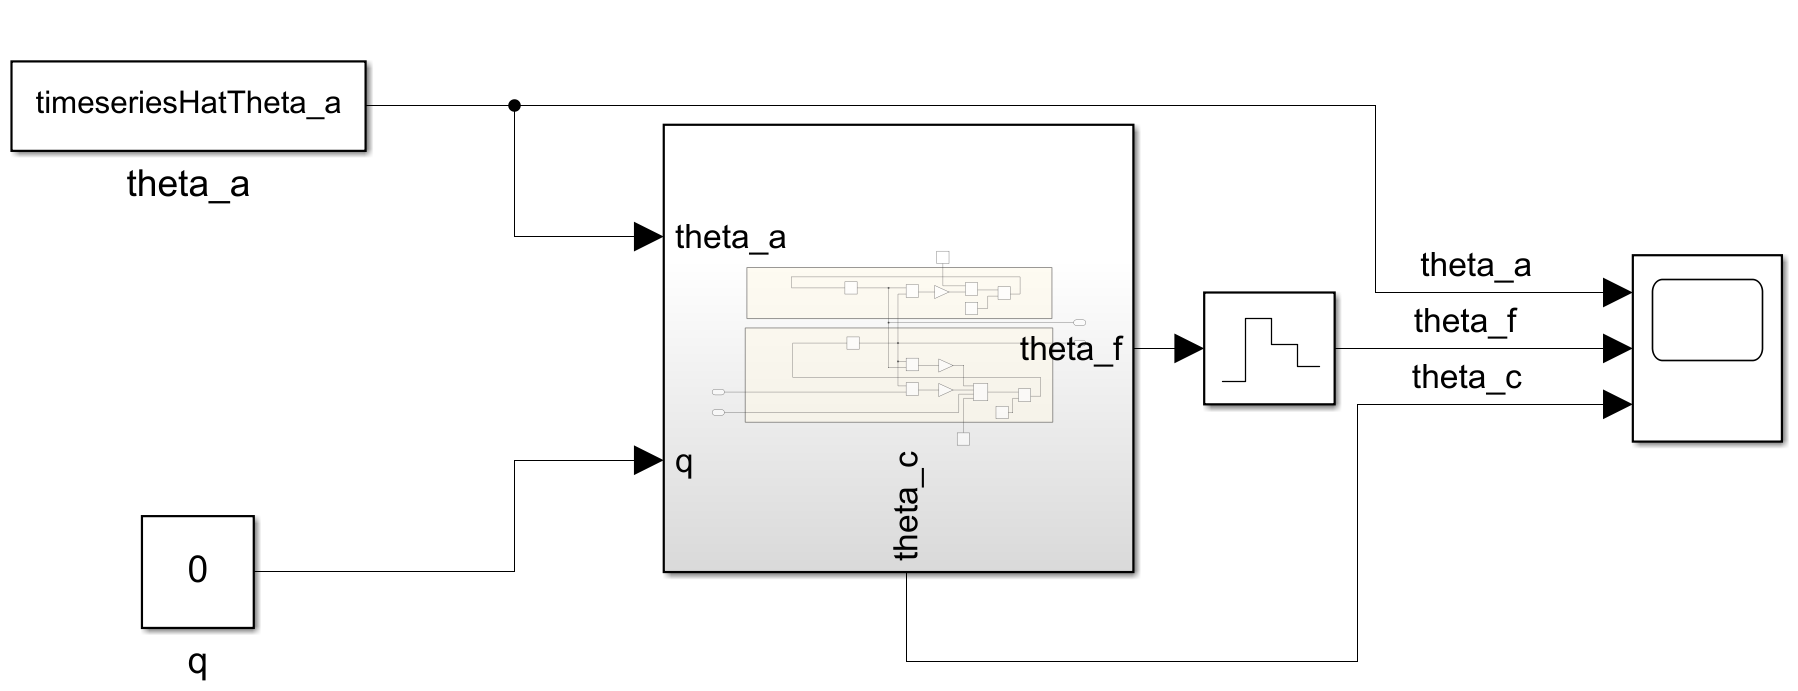 timeseriesHatTheta_a
theta_a
theta_a
theta_f
q
theta_c
0
q
theta_a
theta_f
theta_c